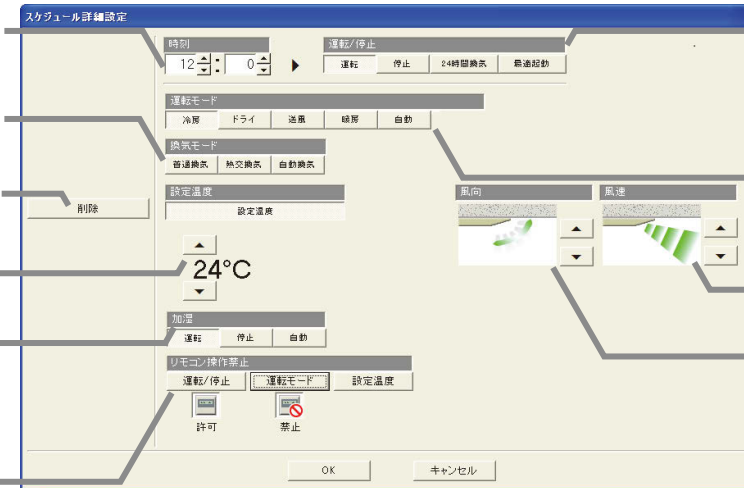 スケジュール詳細設定
時刻 運転/停止
12 : 0 運転 停止 24時間換気 最適起動
運転モード
冷房 ドライ 送風 暖房 自動
換気モード
普通換気 熱交換気 自動換気
設定温度 風向 風速
削除 設定温度
24°C
加湿
運転 停止 自動
リモコン操作禁止
運転/停止 運転モード 設定温度
許可 禁止
OK キャンセル